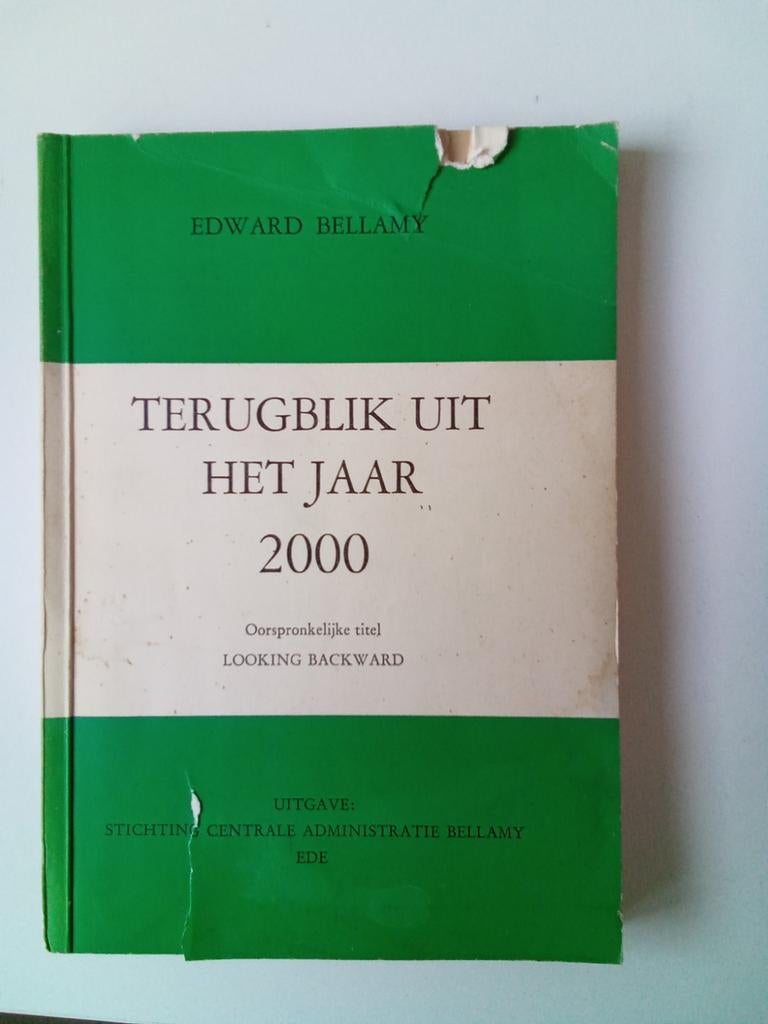 EDWARD BELLAMY
TERUGBLIK UIT
HET JAAR
2000
Oorspronkelijke titel
LOOKING BACKWARD
UITGAVE:
STICHTING CENTRALE ADMINISTRATIE BELLAMY
EDE